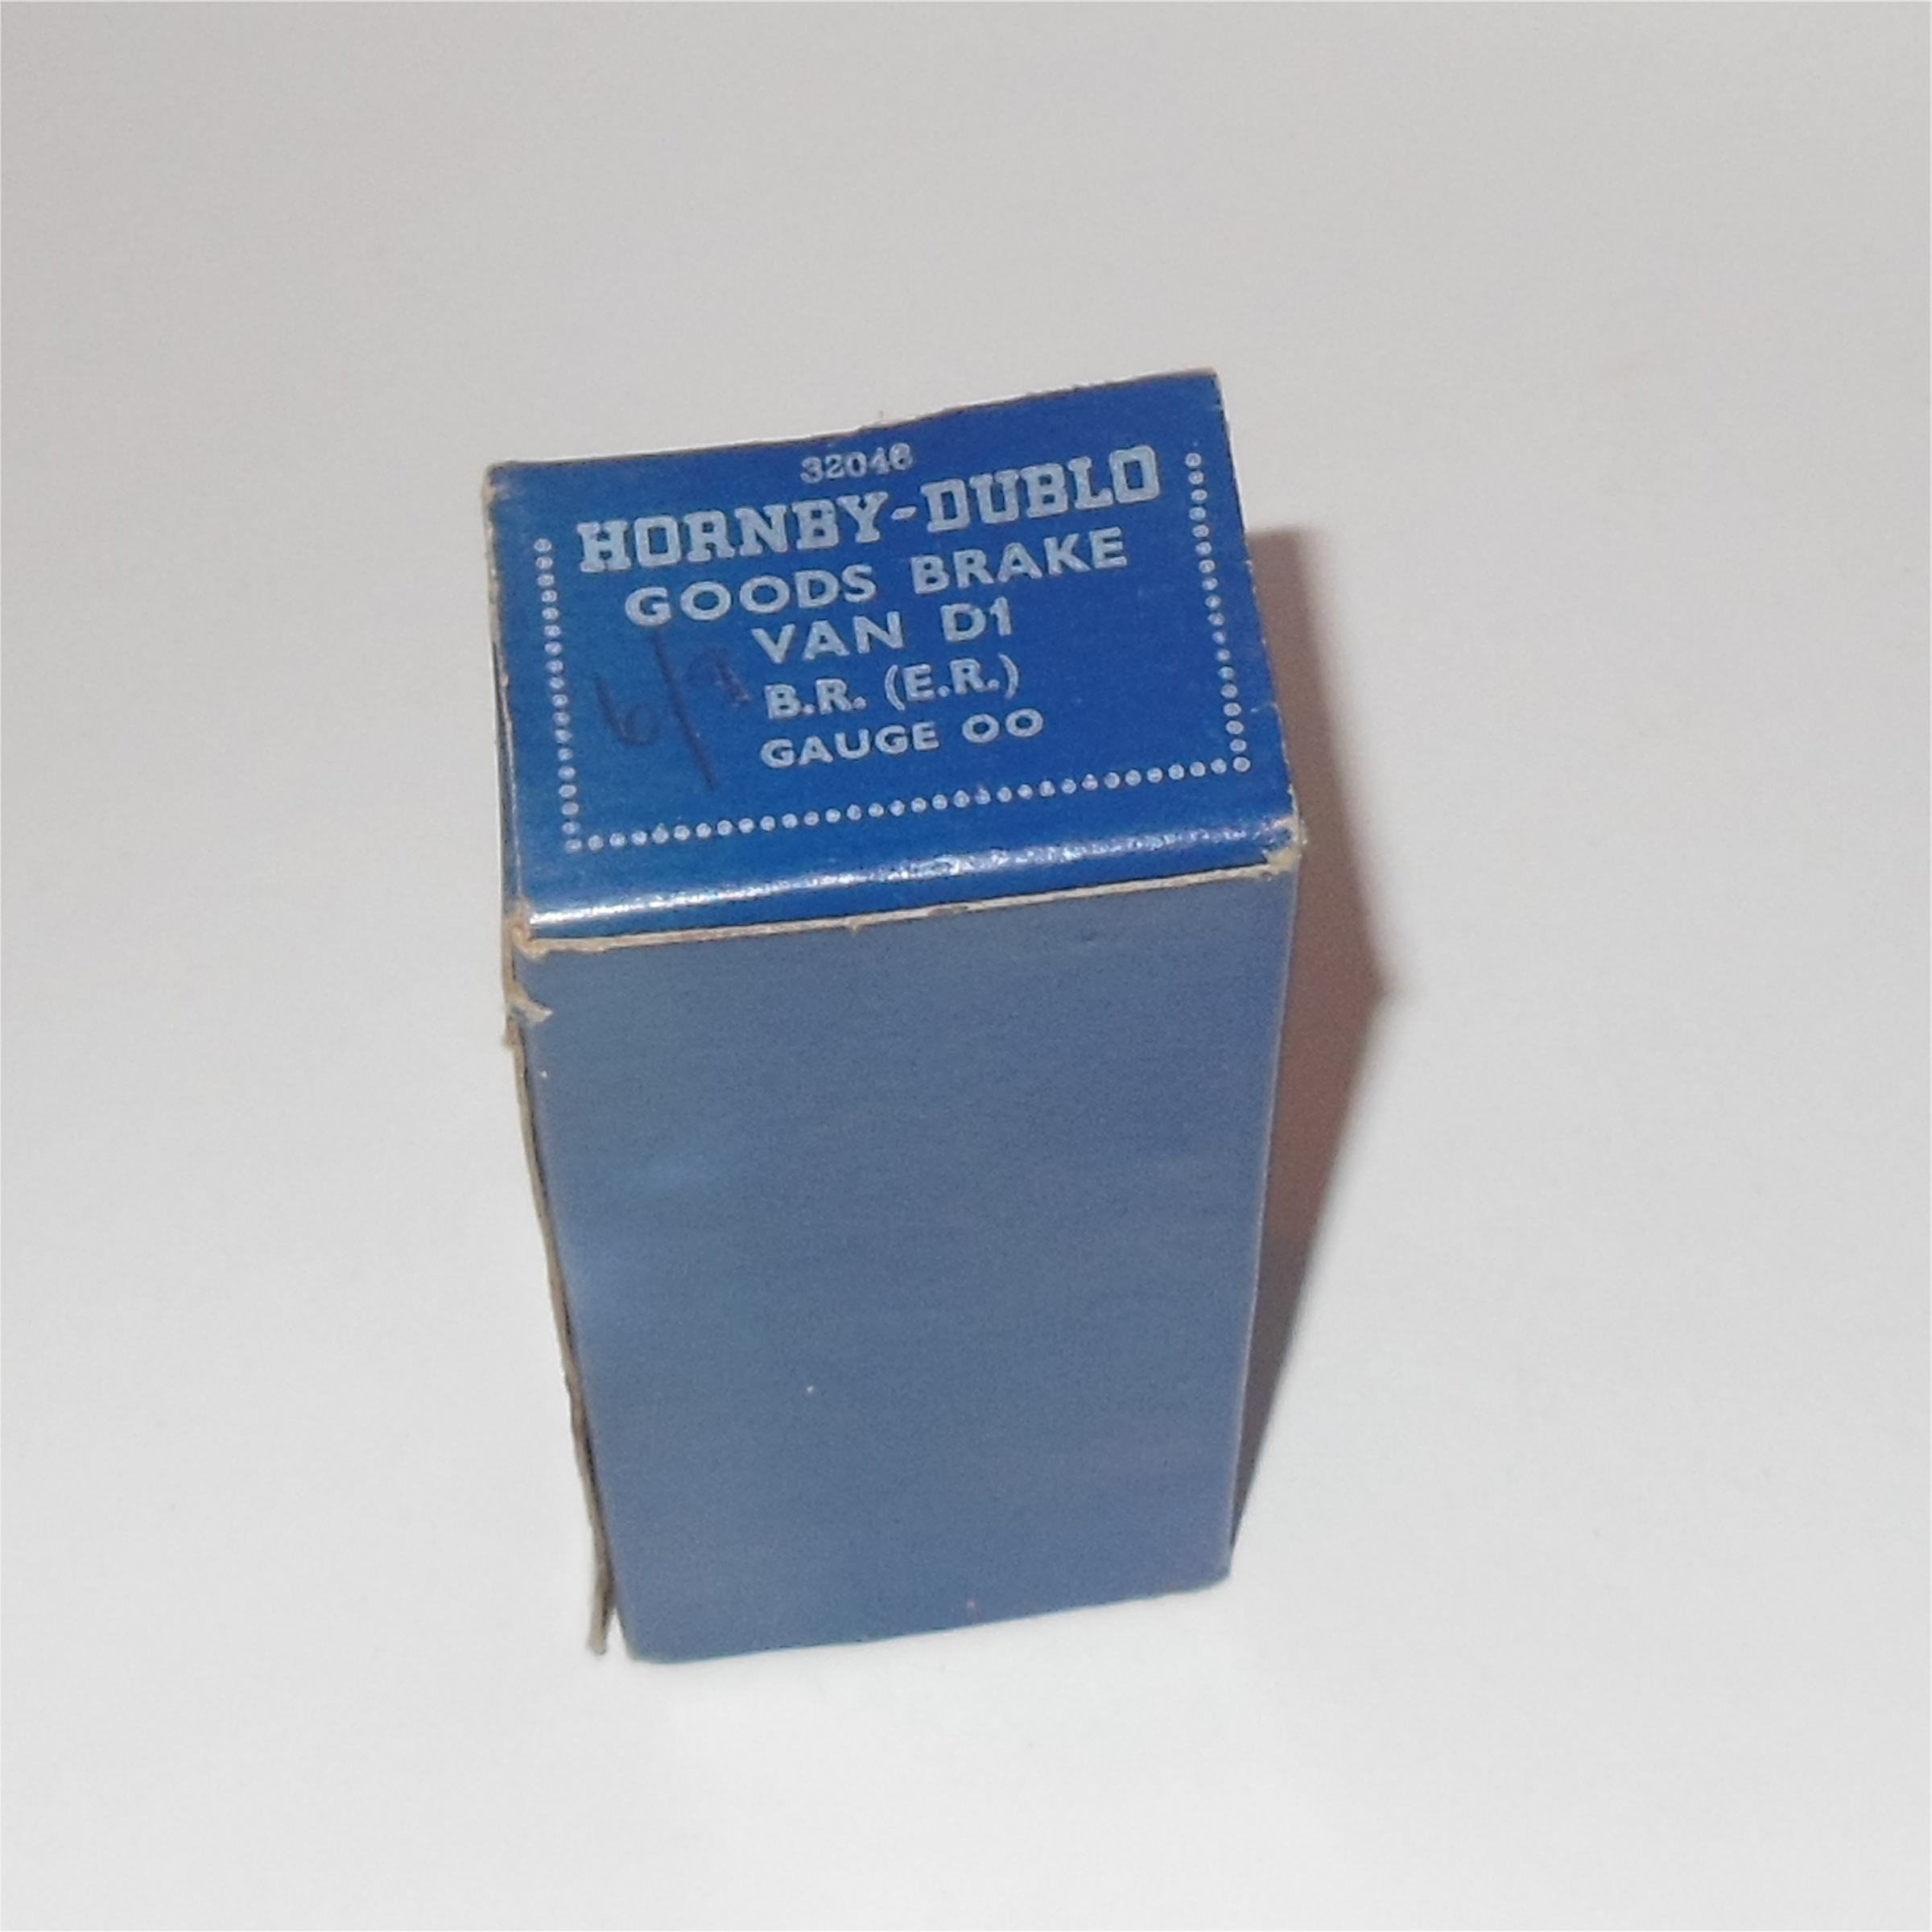 32046
HORNBY-DUBLO
GOODS BRAKE
VAN D1
B.R. (E.R.)
GAUGE OO